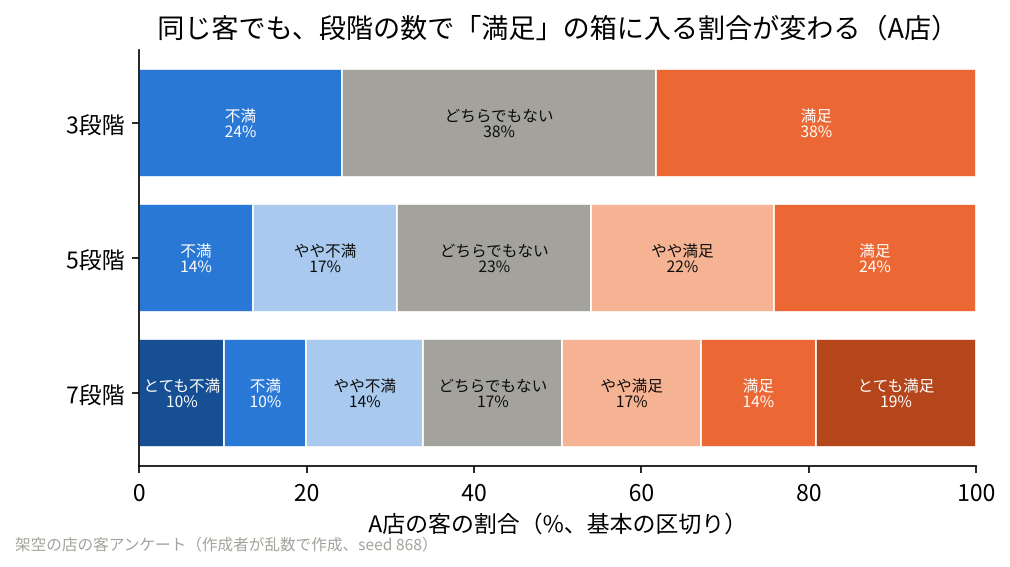 同じ客でも、段階の数で「満足」の箱に入る割合が変わる（A店）
3段階
不満
24%
どちらでもない
38%
満足
38%
5段階
不満
14%
やや不満
17%
どちらでもない
23%
やや満足
22%
満足
24%
7段階
とても不満
10%
不満
10%
やや不満
14%
どちらでもない
17%
やや満足
17%
満足
14%
とても満足
19%
0 20 40 60 80 100
A店の客の割合（%、基本の区切り）
架空の店の客アンケート（作成者が乱数で作成、seed 868）